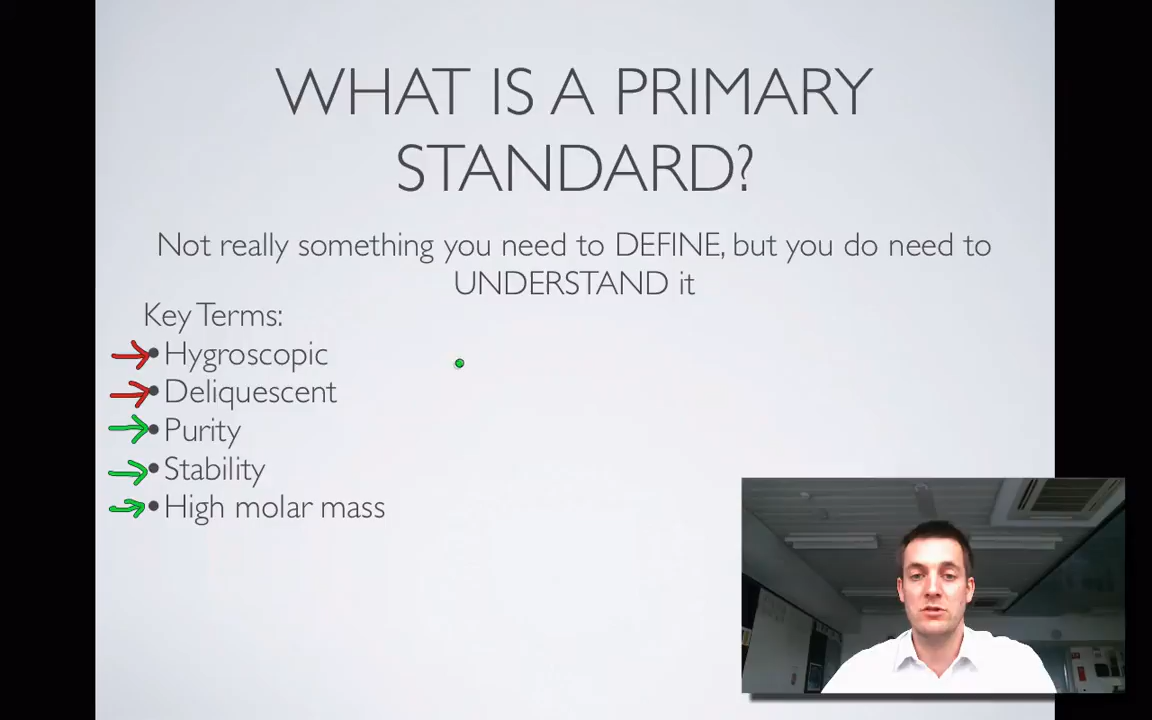 WHAT IS A PRIMARY
STANDARD?
Not really something you need to DEFINE, but you do need to
UNDERSTAND it
Key Terms:
• Hygroscopic
• Deliquescent
• Purity
• Stability
• High molar mass